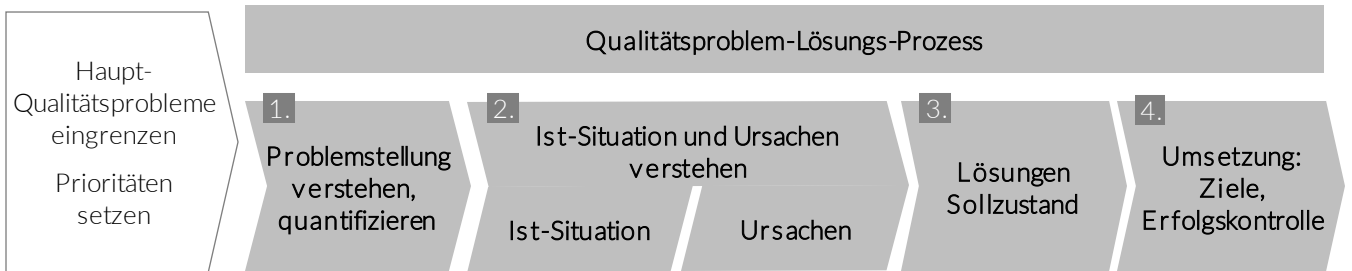 Haupt-
Qualitätsprobleme
eingrenzen
Prioritäten
setzen
Qualitätsproblem-Lösungs-Prozess
1.
Problemstellung
verstehen,
quantifizieren
2.
Ist-Situation und Ursachen
verstehen
Ist-Situation
Ursachen
3.
Lösungen
Sollzustand
4.
Umsetzung:
Ziele,
Erfolgskontrolle